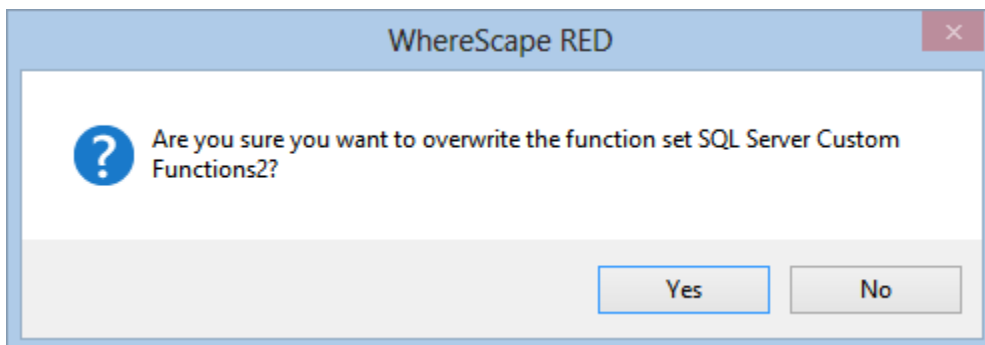 WhereScape RED
Are you sure you want to overwrite the function set SQL Server Custom
Functions2?
Yes
No